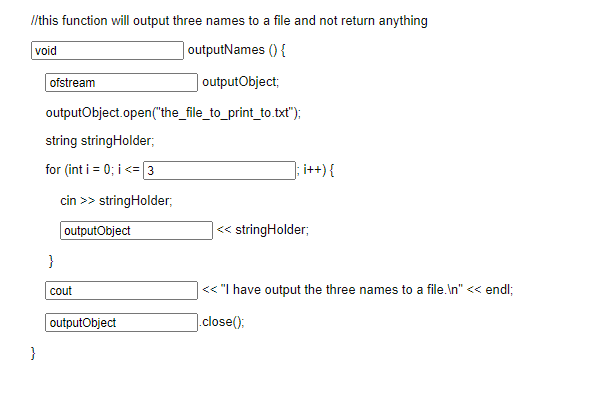 //this function will output three names to a file and not return anything
void outputNames () {
ofstream outputObject;
outputObject.open("the_file_to_print_to.txt");
string stringHolder;
for (int i = 0; i <= 3 ; i++) {
cin >> stringHolder;
outputObject << stringHolder;
}
cout << "I have output the three names to a file.\n" << endl;
outputObject .close();
}